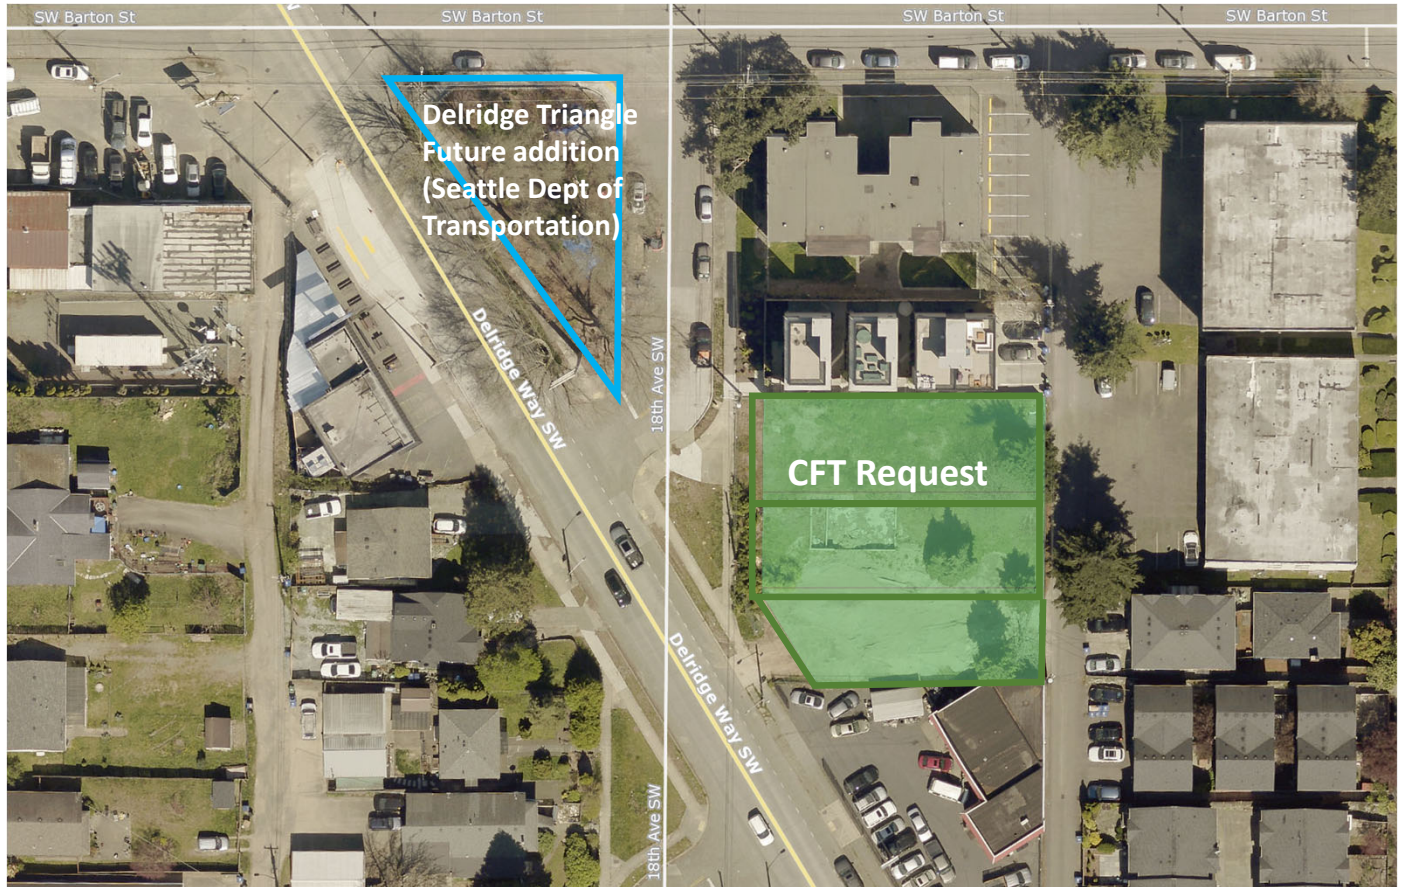 SW Barton St
SW Barton St
SW Barton St
SW Barton St
Delridge Triangle
Future addition
(Seattle Dept of
Transportation)
Delridge Way SW
18th Ave SW
CFT Request
Delridge Way SW
18th Ave SW